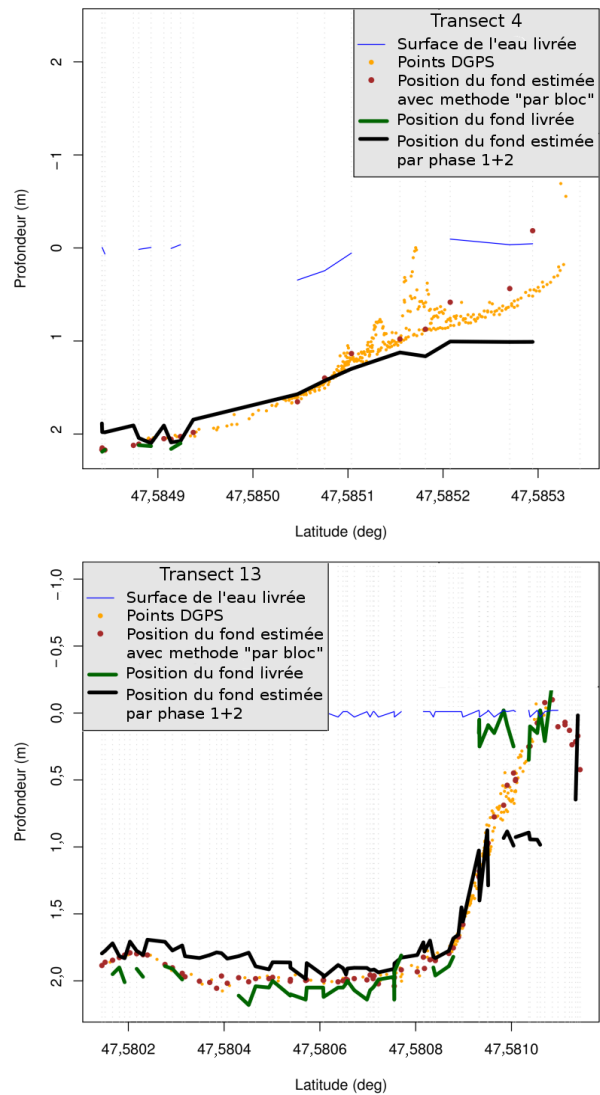 Transect 4
Surface de l'eau livrée
Points DGPS
Position du fond estimée
avec methode "par bloc"
Position du fond livrée
Position du fond estimée
par phase 1+2
Profondeur (m)
2
- 1
0
1
2
47,5849
47,5850
47,5851
47,5852
47,5853
Latitude (deg)
Transect 13
Surface de l'eau livrée
Points DGPS
Position du fond estimée
avec methode "par bloc"
Position du fond livrée
Position du fond estimée
par phase 1+2
Profondeur (m)
- 1,0
- 0,5
0,0
0,5
1,0
1,5
2,0
47,5802
47,5804
47,5806
47,5808
47,5810
Latitude (deg)